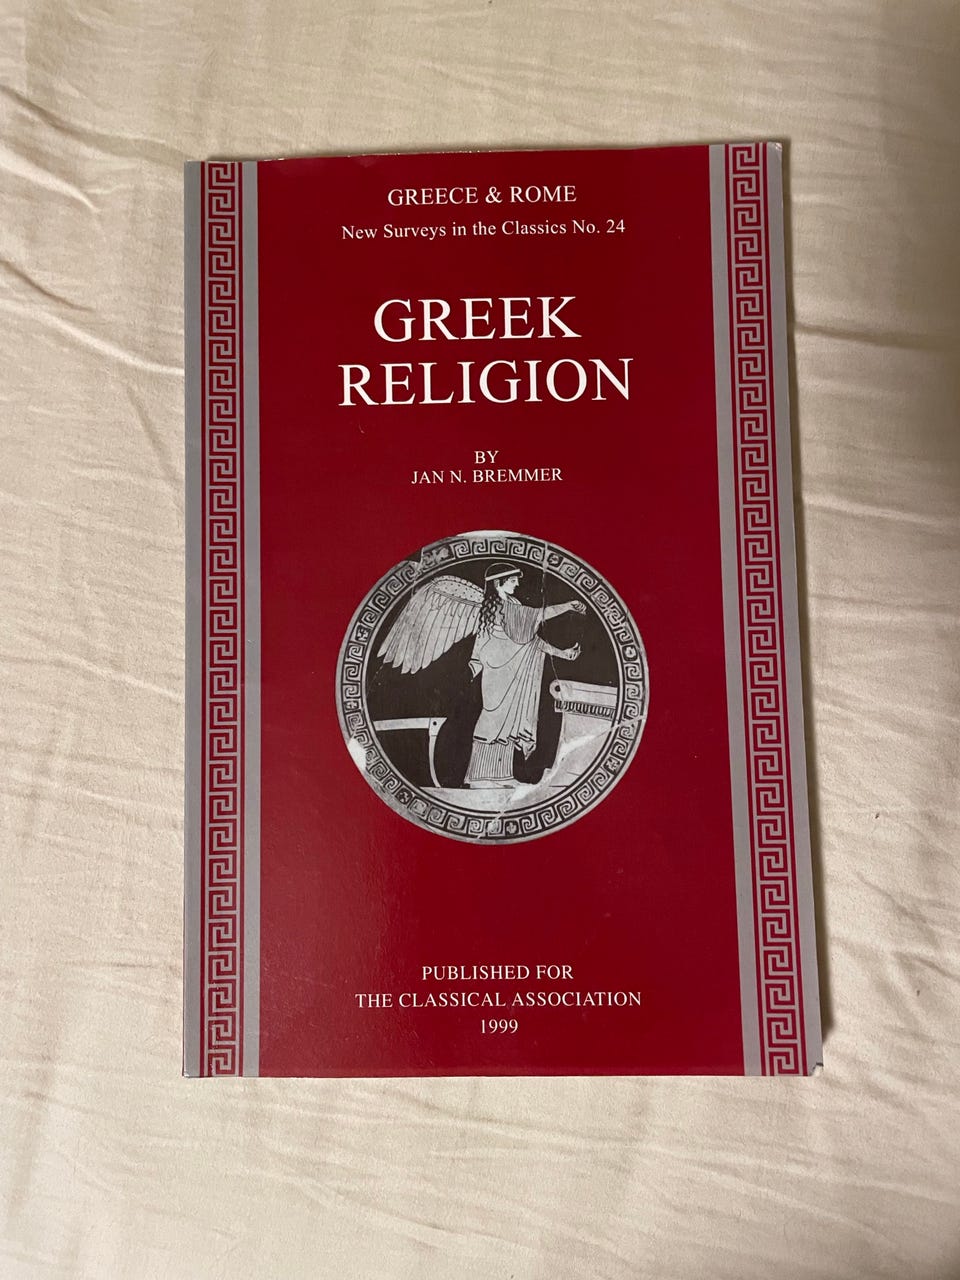 GREECE & ROME
New Surveys in the Classics No. 24
GREEK
RELIGION
BY
JAN N. BREMMER
PUBLISHED FOR
THE CLASSICAL ASSOCIATION
1999